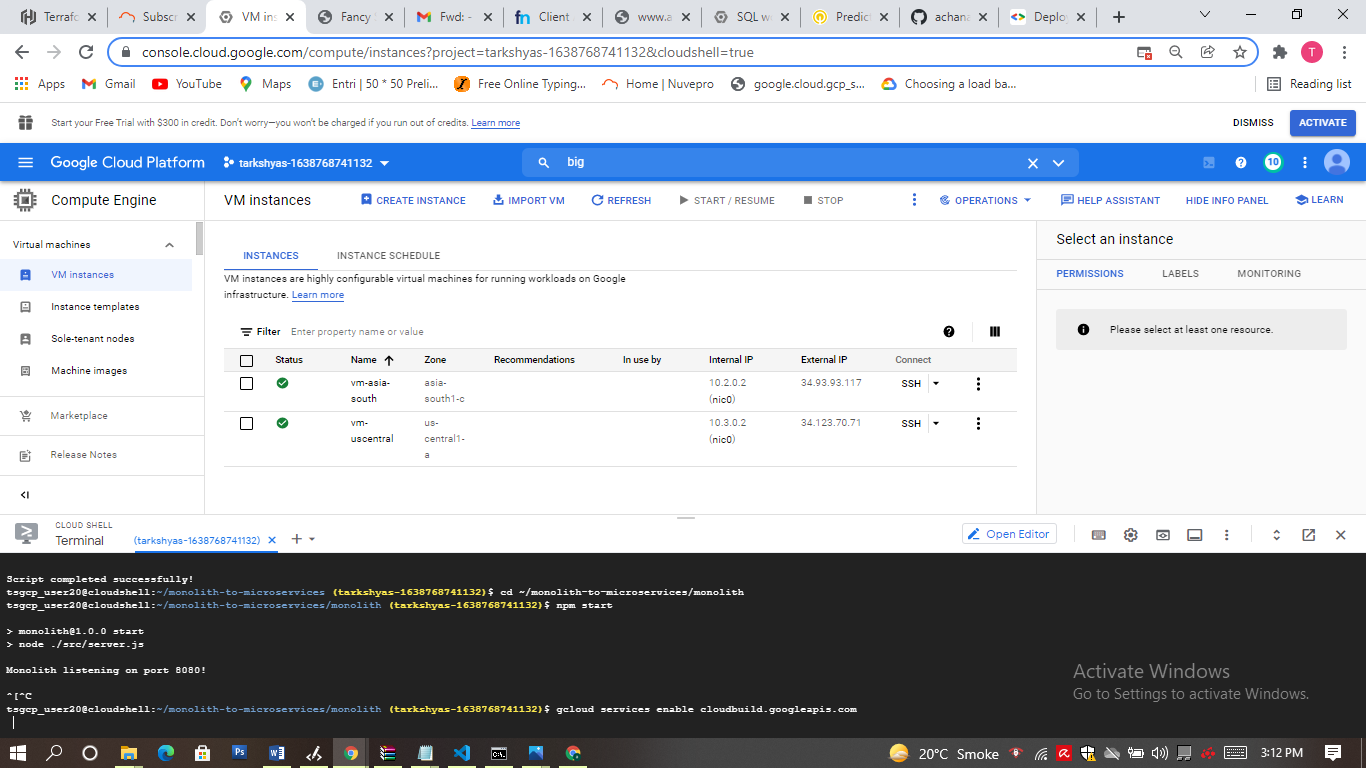 Terrafo
Subscri
VM ins
Fancy S
Fwd: -
Client
www.a
SQL w
Predict
achana
Deploy
console.cloud.google.com/compute/instances?project=tarkshyas-1638768741132&cloudshell=true
T
Apps
Gmail
YouTube
Maps
Entri | 50 * 50 Preli...
Free Online Typing...
Home | Nuvepro
google.cloud.gcp_s...
Choosing a load ba...
Reading list
Start your Free Trial with $300 in credit. Don't worry—you won't be charged if you run out of credits. Learn more
DISMISS
ACTIVATE
Google Cloud Platform
tarkshyas-1638768741132
big
10
Compute Engine
VM instances
CREATE INSTANCE
IMPORT VM
REFRESH
START / RESUME
STOP
OPERATIONS
HELP ASSISTANT
HIDE INFO PANEL
LEARN
Virtual machines
VM instances
Instance templates
Sole-tenant nodes
Machine images
Marketplace
Release Notes
INSTANCES
INSTANCE SCHEDULE
VM instances are highly configurable virtual machines for running workloads on Google
infrastructure. Learn more
Filter
Enter property name or value
Status
Name
Zone
Recommendations
In use by
Internal IP
External IP
Connect
vm-asia-
south
asia-
south1-c
10.2.0.2
(nic0)
34.93.93.117
SSH
vm-
uscentral
us-
central1-
a
10.3.0.2
(nic0)
34.123.70.71
SSH
Select an instance
PERMISSIONS
LABELS
MONITORING
Please select at least one resource.
CLOUD SHELL
Terminal
(tarkshyas-1638768741132)
Open Editor
Script completed successfully!
tsgcp_user20@cloudshell:~/monolith-to-microservices (tarkshyas-1638768741132)$ cd ~/monolith-to-microservices/monolith
tsgcp_user20@cloudshell:~/monolith-to-microservices/monolith (tarkshyas-1638768741132)$ npm start
> monolith@1.0.0 start
> node ./src/server.js
Monolith listening on port 8080!
^[^C
tsgcp_user20@cloudshell:~/monolith-to-microservices/monolith (tarkshyas-1638768741132)$ gcloud services enable cloudbuild.googleapis.com
Activate Windows
Go to Settings to activate Windows.
20°C Smoke
3:12 PM